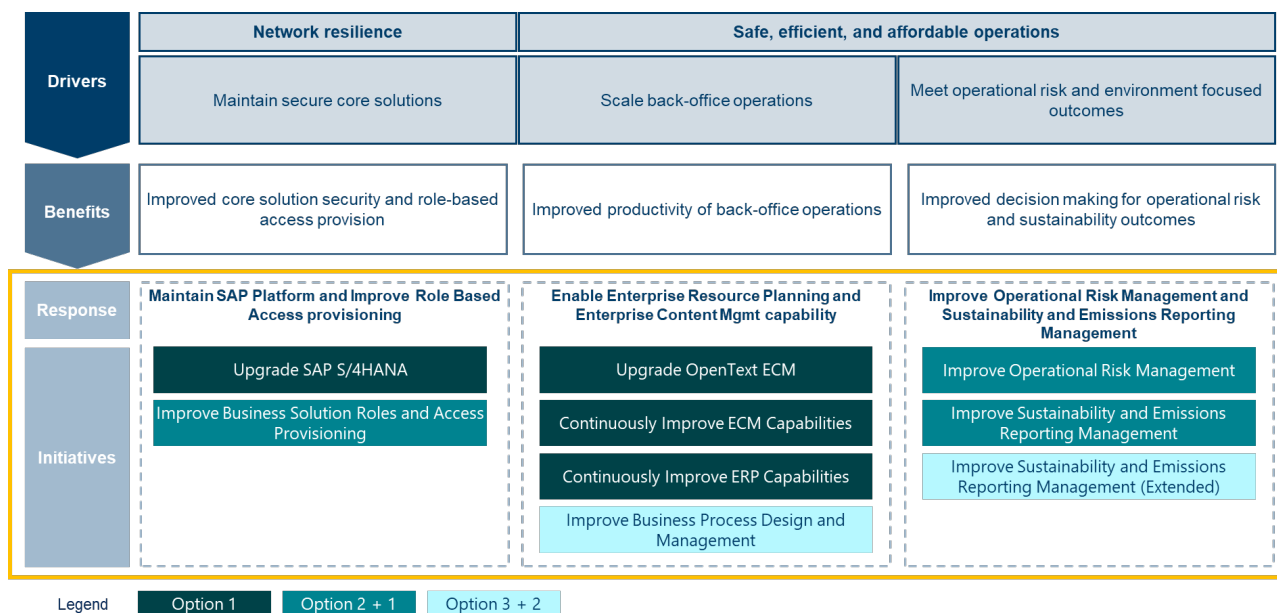 Drivers
Network resilience
Safe, efficient, and affordable operations
Maintain secure core solutions
Scale back-office operations
Meet operational risk and environment focused
outcomes
Benefits
Improved core solution security and role-based
access provision
Improved productivity of back-office operations
Improved decision making for operational risk
and sustainability outcomes
Response
Maintain SAP Platform and Improve Role Based
Access provisioning
Enable Enterprise Resource Planning and
Enterprise Content Mgmt capability
Improve Operational Risk Management and
Sustainability and Emissions Reporting
Management
Initiatives
Upgrade SAP S/4HANA
Improve Business Solution Roles and Access
Provisioning
Upgrade OpenText ECM
Continuously Improve ECM Capabilities
Continuously Improve ERP Capabilities
Improve Business Process Design and
Management
Improve Operational Risk Management
Improve Sustainability and Emissions
Reporting Management
Improve Sustainability and Emissions
Reporting Management (Extended)
Legend
Option 1
Option 2 + 1
Option 3 + 2